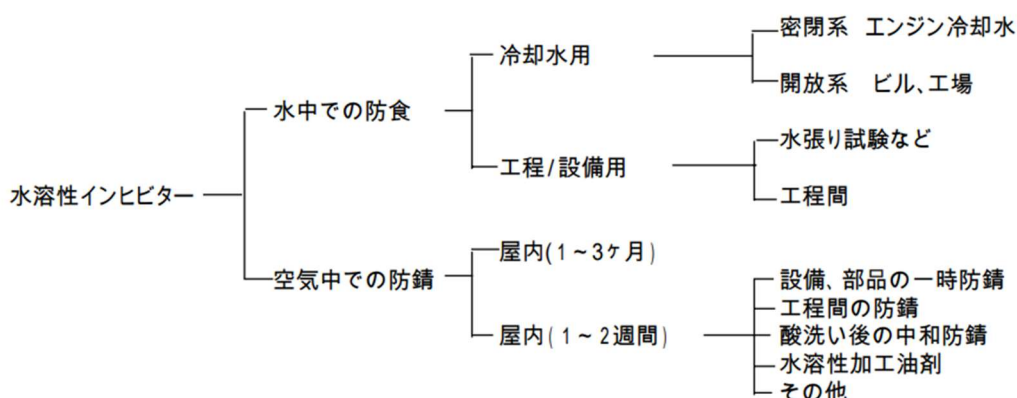 密閉系　エンジン冷却水
冷却水用
開放系　ビル、工場
水中での防食
水張り試験など
工程/設備用
水溶性インヒビター
工程間
屋内(1~3ヶ月)
空気中での防錆
設備、部品の一時防錆
工程間の防錆
屋内(1~2週間)
酸洗い後の中和防錆
水溶性加工油剤
その他